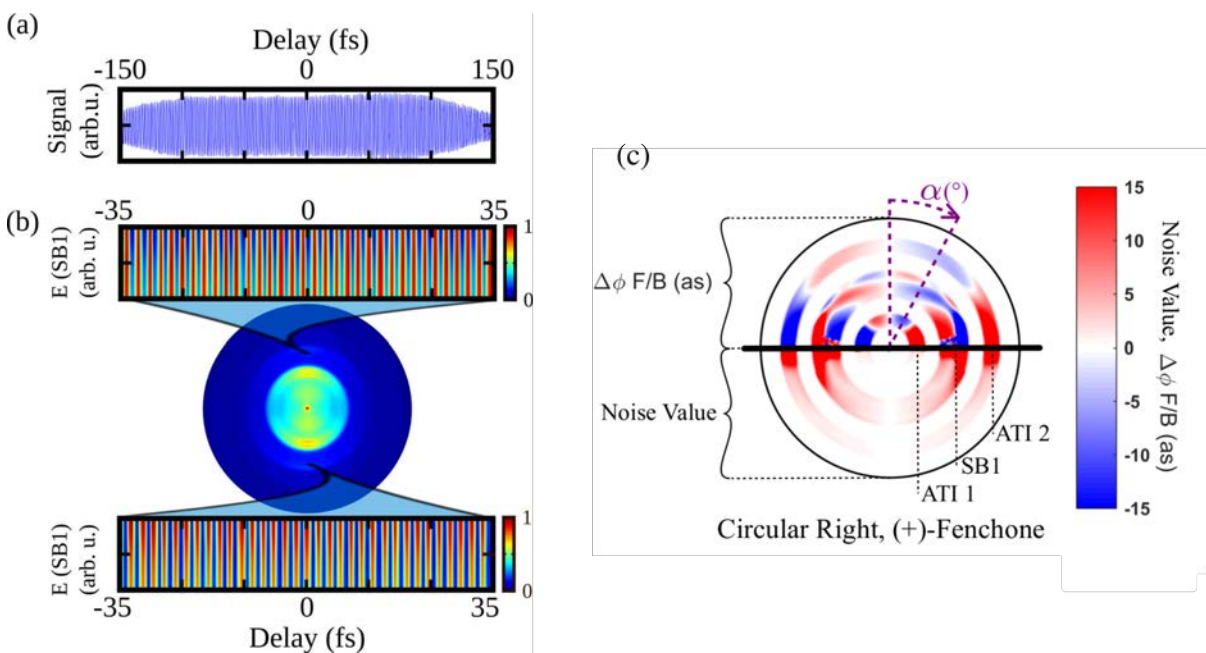 (a)
Delay (fs)
-150 0 150
Signal
(arb.u.)
(b)
-35 0 35
E (SB1)
(arb. u.)
1
0
E (SB1)
(arb. u.)
1
0
-35 0 35
Delay (fs)
(c)
α(°)
Δϕ F/B (as)
Noise Value
ATI 2
SB1
ATI 1
Circular Right, (+)-Fenchone
15
10
5
0
-5
-10
-15
Noise Value, Δϕ F/B (as)